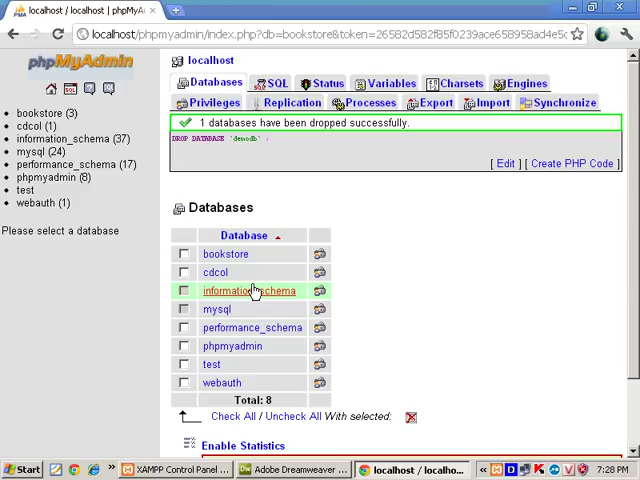 localhost / localhost | phpMyA
localhost/phpmyadmin/index.php?db=bookstore&token=26582d582f85f0239ace658958ad4e5c
phpMyAdmin
localhost
Databases SQL Status Variables Charsets Engines
Privileges Replication Processes Export Import Synchronize
1 databases have been dropped successfully.
DROP DATABASE `demodb` ;
[ Edit ] [ Create PHP Code ]
bookstore (3)
cdcol (1)
information_schema (37)
mysql (24)
performance_schema (17)
phpmyadmin (8)
test
webauth (1)
Please select a database
Databases
Database
bookstore
cdcol
information_schema
mysql
performance_schema
phpmyadmin
test
webauth
Total: 8
Check All / Uncheck All With selected:
Enable Statistics
Start XAMPP Control Panel ... Adobe Dreamweaver ... localhost / localho... 7:28 PM